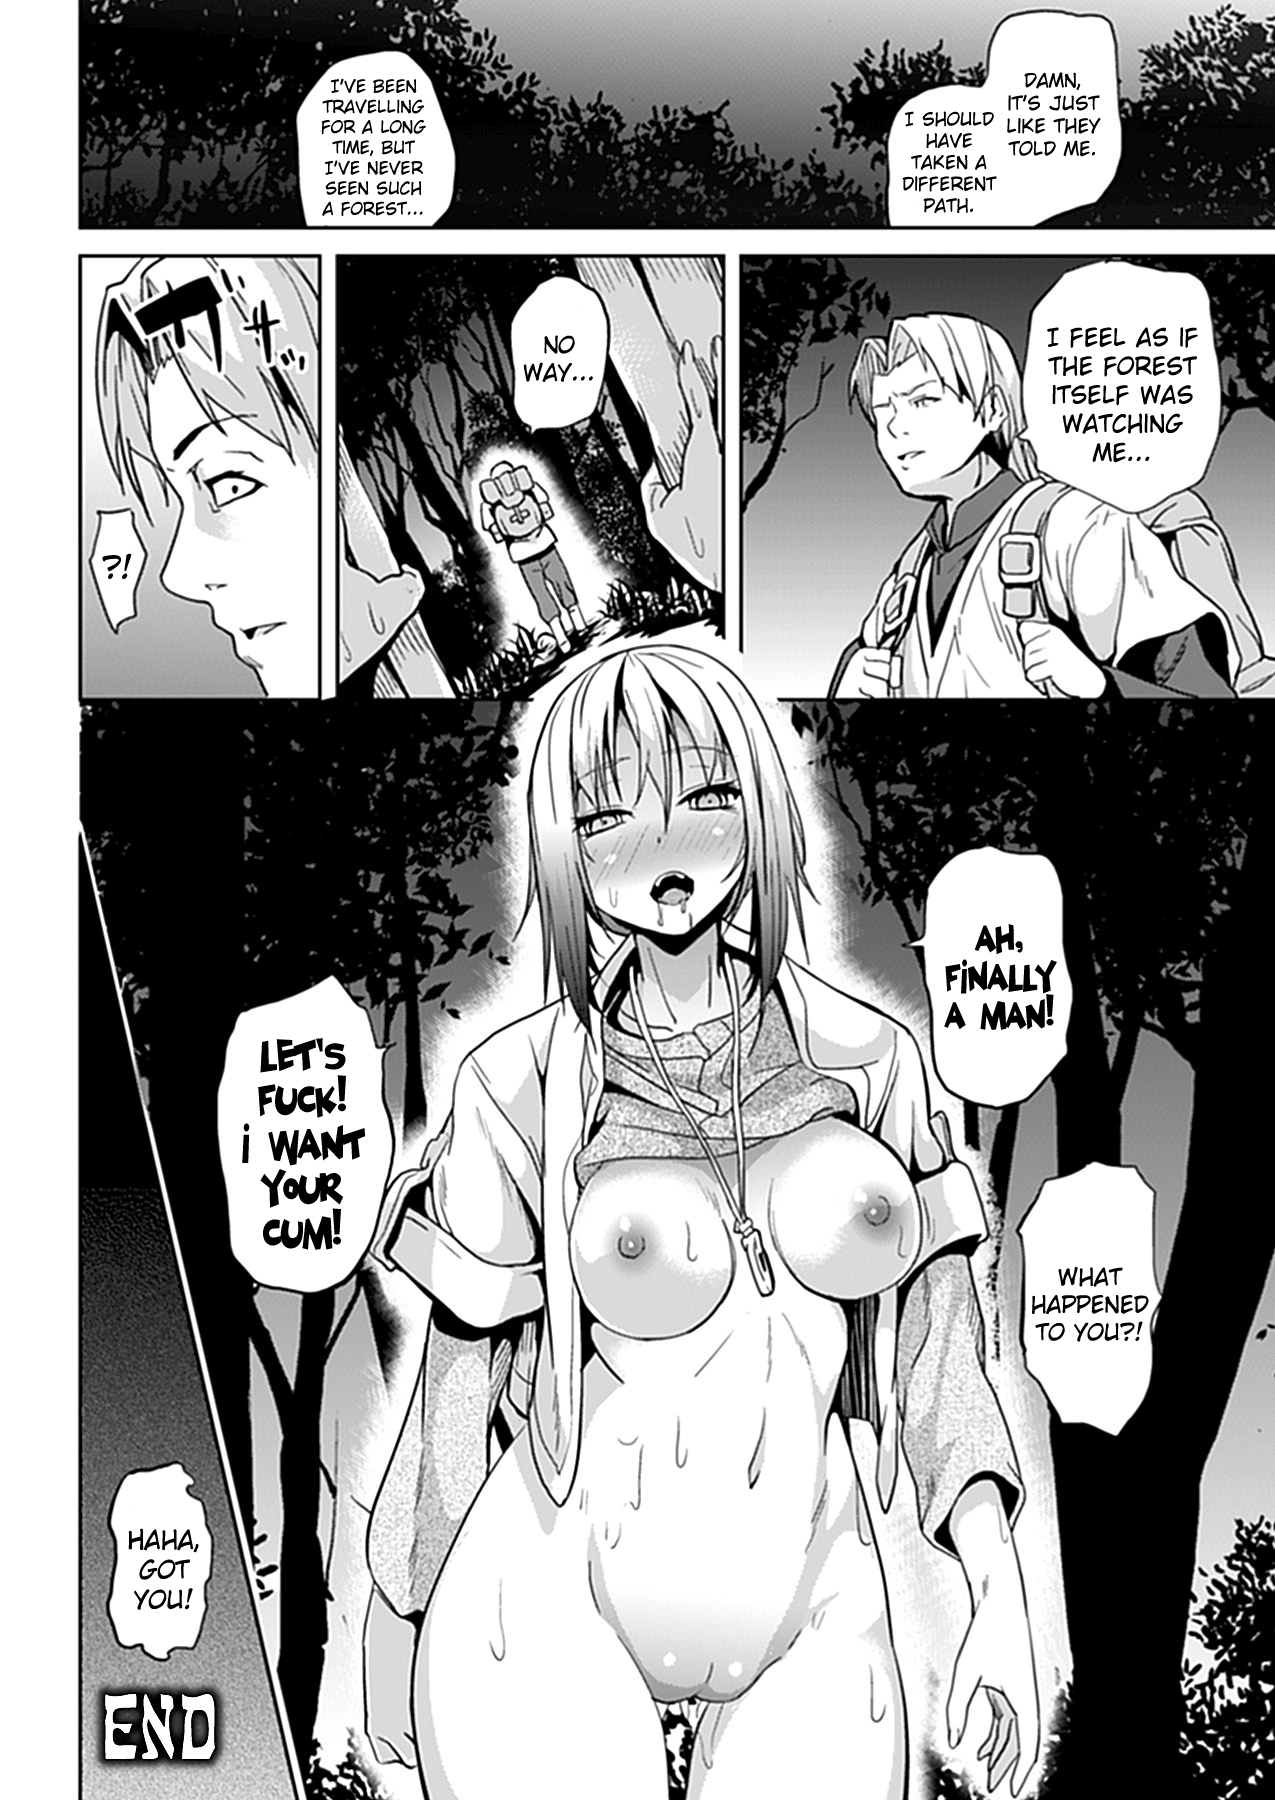 DAMN,
IT'S JUST
LIKE THEY
TOLD ME.
I SHOULD
HAVE
TAKEN A
DIFFERENT
PATH.
I'VE BEEN
TRAVELLING
FOR A LONG
TIME, BUT
I'VE NEVER
SEEN SUCH
A FOREST...
I FEEL AS IF
THE FOREST
ITSELF WAS
WATCHING
ME...
NO
WAY...
?!
AH,
FINALLY
A MAN!
LET'S
FUCK!
I WANT
YOUR
CUM!
WHAT
HAPPENED
TO YOU?!
HAHA,
GOT
YOU!
END